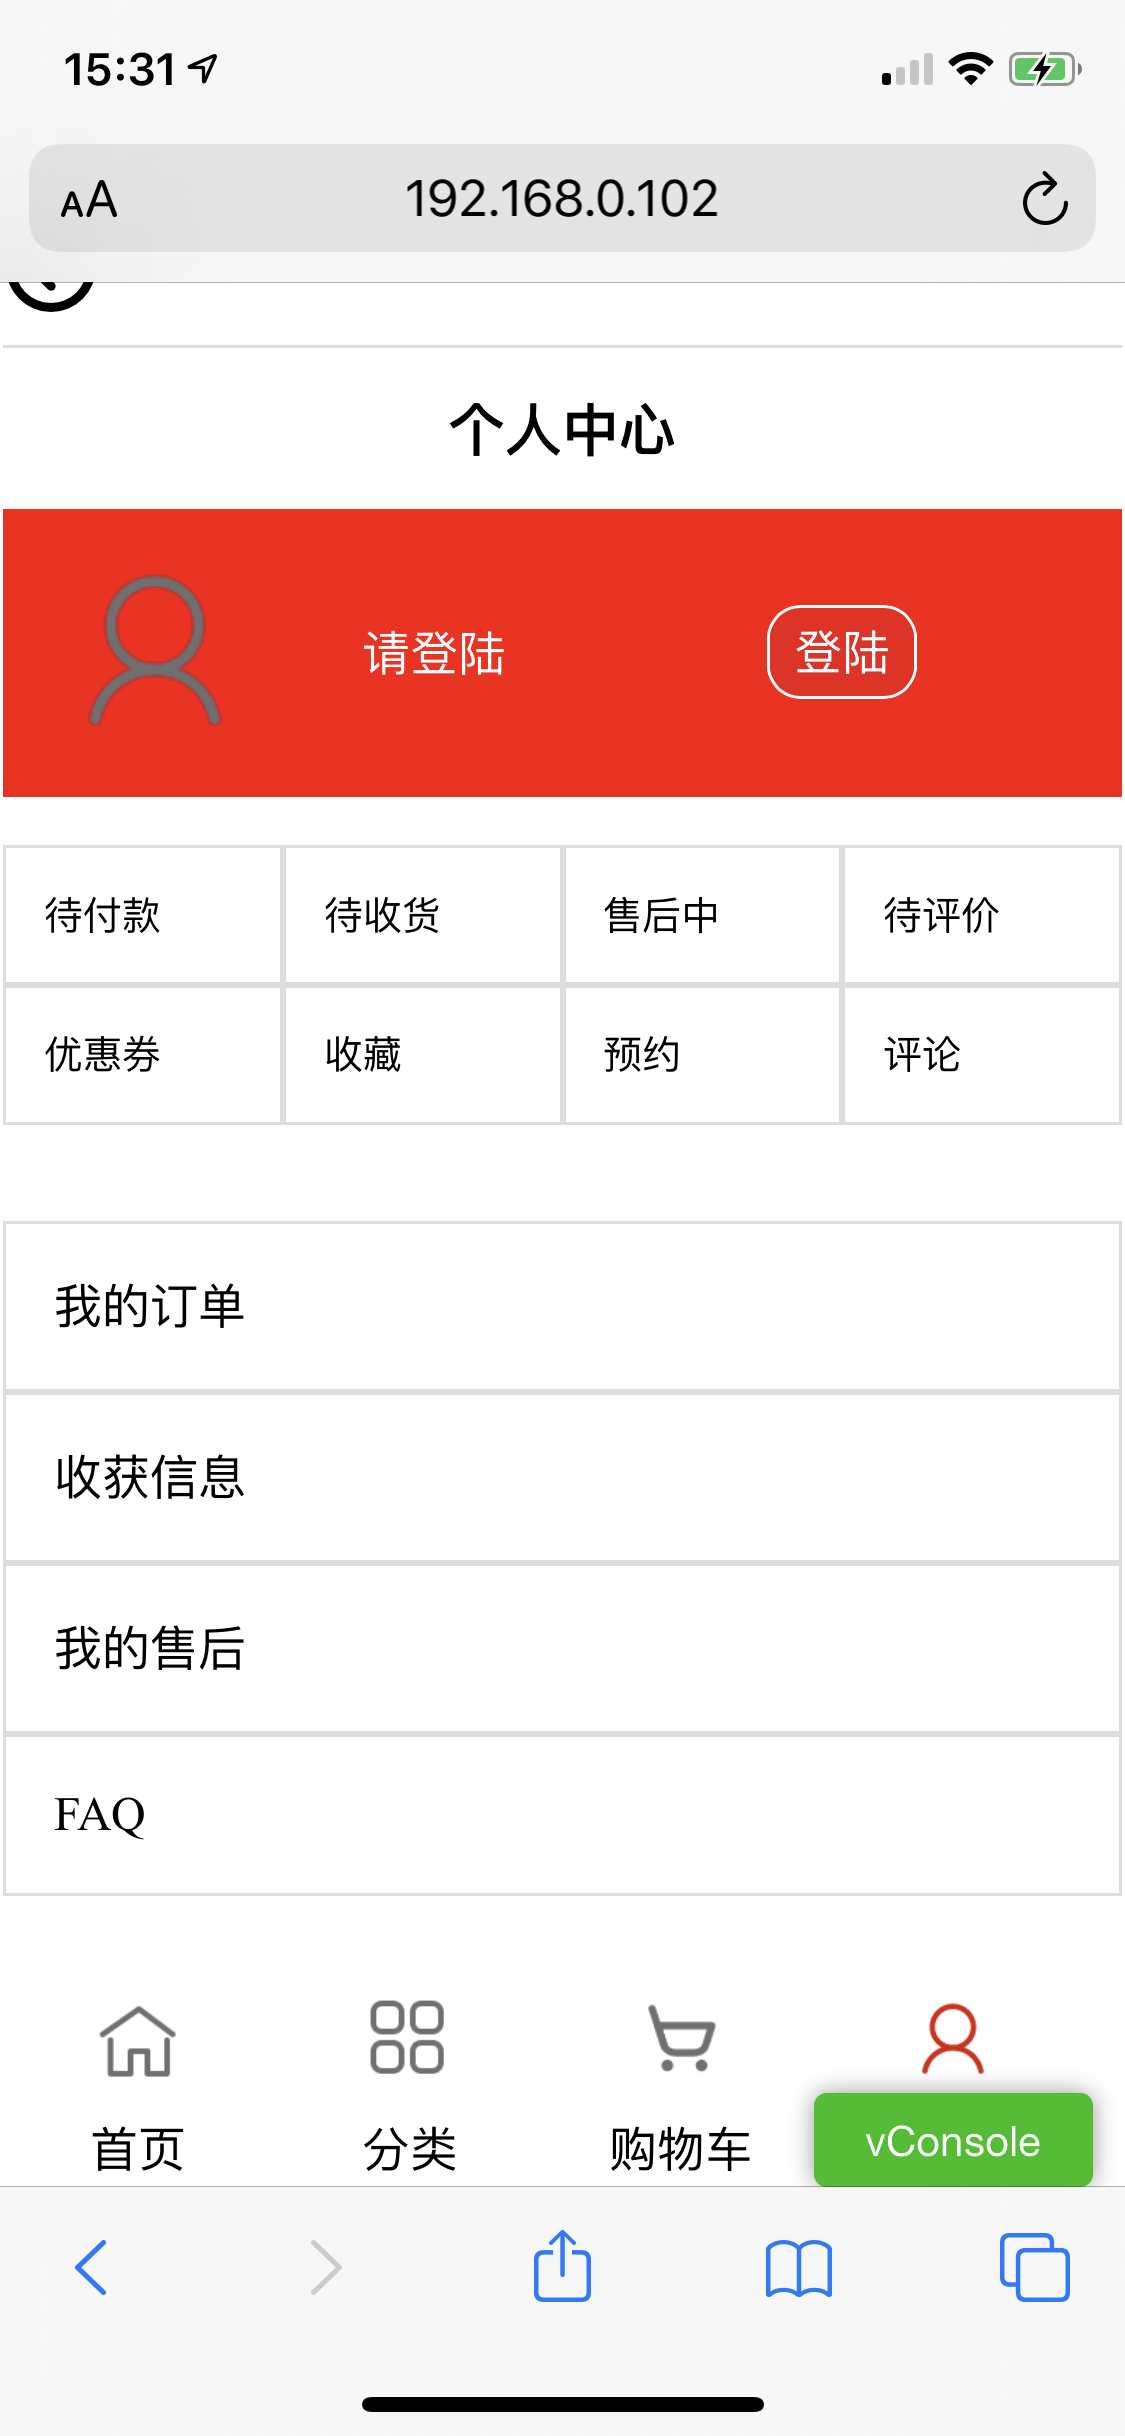 15:31
AA 192.168.0.102
个人中心
请登陆 登陆
待付款 待收货 售后中 待评价
优惠券 收藏 预约 评论
我的订单
收获信息
我的售后
FAQ
首页 分类 购物车 vConsole